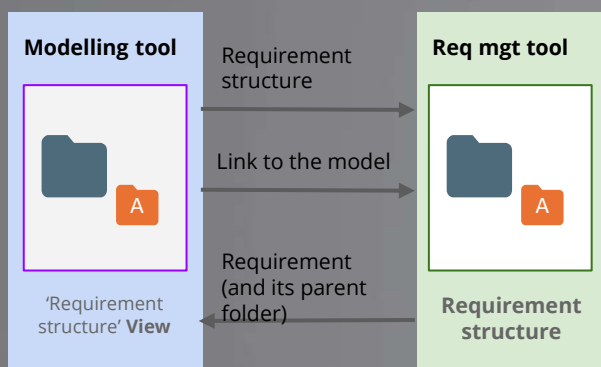 Modelling tool
Requirement
structure
Req mgt tool
A
Link to the model
A
Requirement
(and its parent
folder)
‘Requirement
structure’ View
Requirement
structure